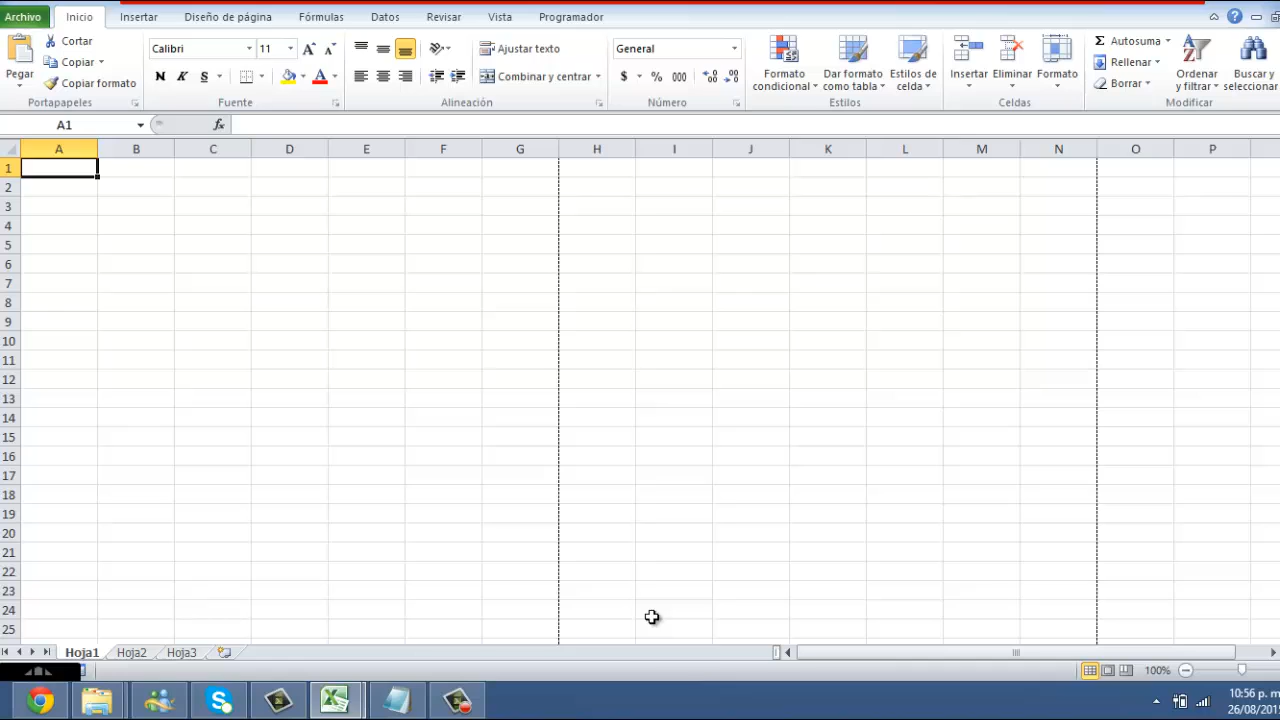 Archivo Inicio Insertar Diseño de página Fórmulas Datos Revisar Vista Programador
Pegar
Cortar
Copiar
Copiar formato
Portapapeles
Calibri 11
N K S A
Fuente
Ajustar texto
Combinar y centrar
Alineación
General
$ % 000
Número
Formato condicional
Dar formato como tabla
Estilos de celda
Estilos
Insertar Eliminar Formato
Celdas
Σ Autosuma
Rellenar
Borrar
Ordenar y filtrar
Buscar y seleccionar
Modificar
A1 fx
A B C D E F G H I J K L M N O P
1
2
3
4
5
6
7
8
9
10
11
12
13
14
15
16
17
18
19
20
21
22
23
24
25
Hoja1 Hoja2 Hoja3
100%
10:56 p. m